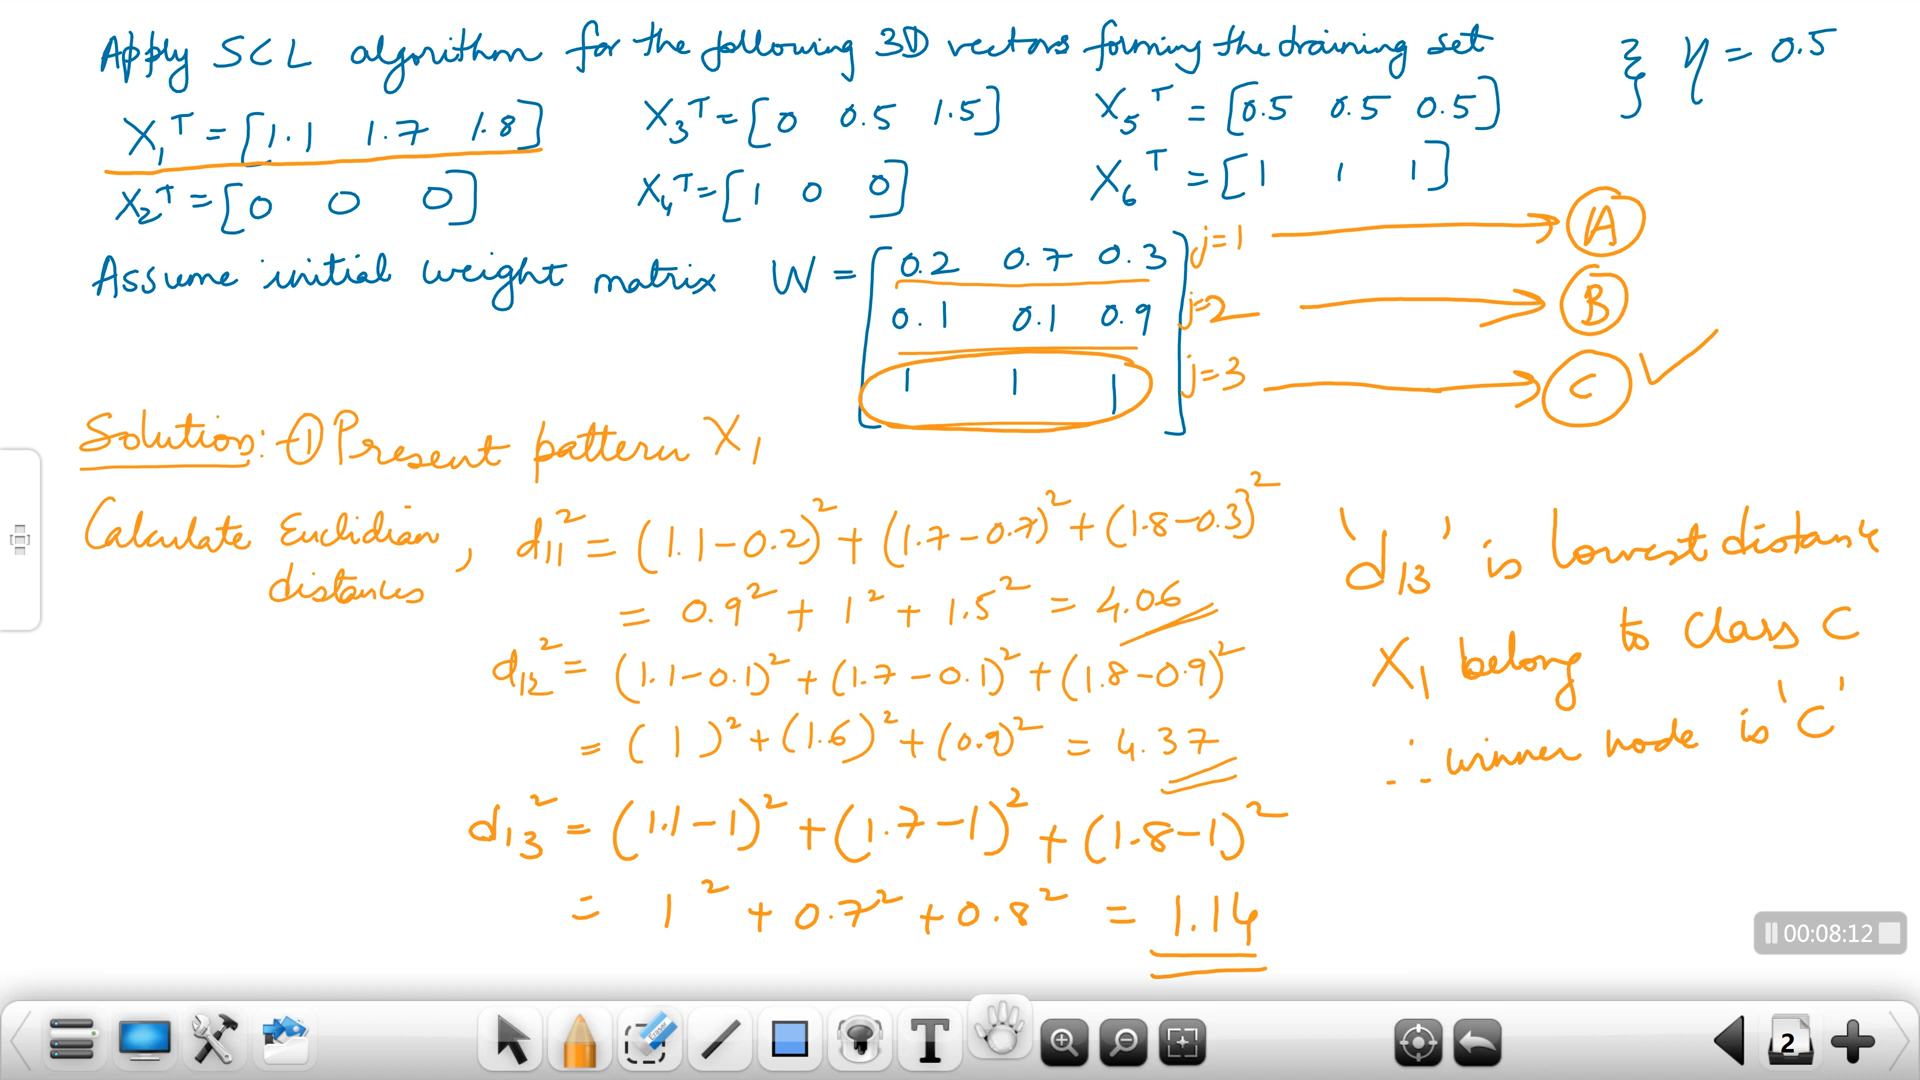 Apply SCL algorithm for the following 3D vectors forming the training set } η = 0.5
X₁ᵀ = [1.1 1.7 1.8] X₃ᵀ = [0 0.5 1.5] X₅ᵀ = [0.5 0.5 0.5]
X₂ᵀ = [0 0 0] X₄ᵀ = [1 0 0] X₆ᵀ = [1 1 1]
Assume initial weight matrix W = [0.2 0.7 0.3] j=1 → A
0.1 0.1 0.9 j=2 → B
1 1 1 j=3 → C ✓
Solution: ① Present pattern X₁
Calculate Euclidian distances, d₁₁² = (1.1-0.2)² + (1.7-0.7)² + (1.8-0.3)²
= 0.9² + 1² + 1.5² = 4.06
d₁₂² = (1.1-0.1)² + (1.7-0.1)² + (1.8-0.9)²
= (1)² + (1.6)² + (0.9)² = 4.37
d₁₃² = (1.1-1)² + (1.7-1)² + (1.8-1)²
= 1² + 0.7² + 0.8² = 1.14
'd₁₃' is lowest distance
X₁ belong to class C
∴ winner node is 'C'
00:08:12
Eraser
T
2